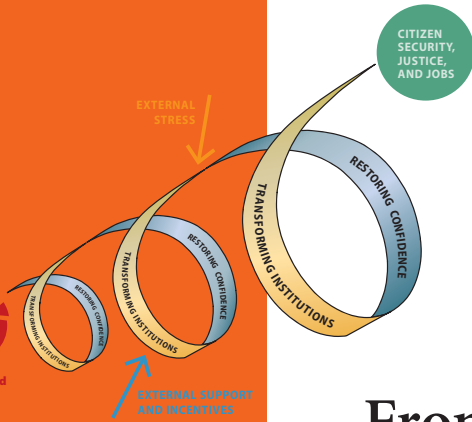 CITIZEN
SECURITY,
JUSTICE,
AND JOBS
EXTERNAL
STRESS
RESTORING CONFIDENCE
TRANSFORMING INSTITUTIONS
RESTORING CONFIDENCE
TRANSFORMING INSTITUTIONS
RESTORING CONFIDENCE
TRANSFORMING INSTITUTIONS
EXTERNAL SUPPORT
AND INCENTIVES